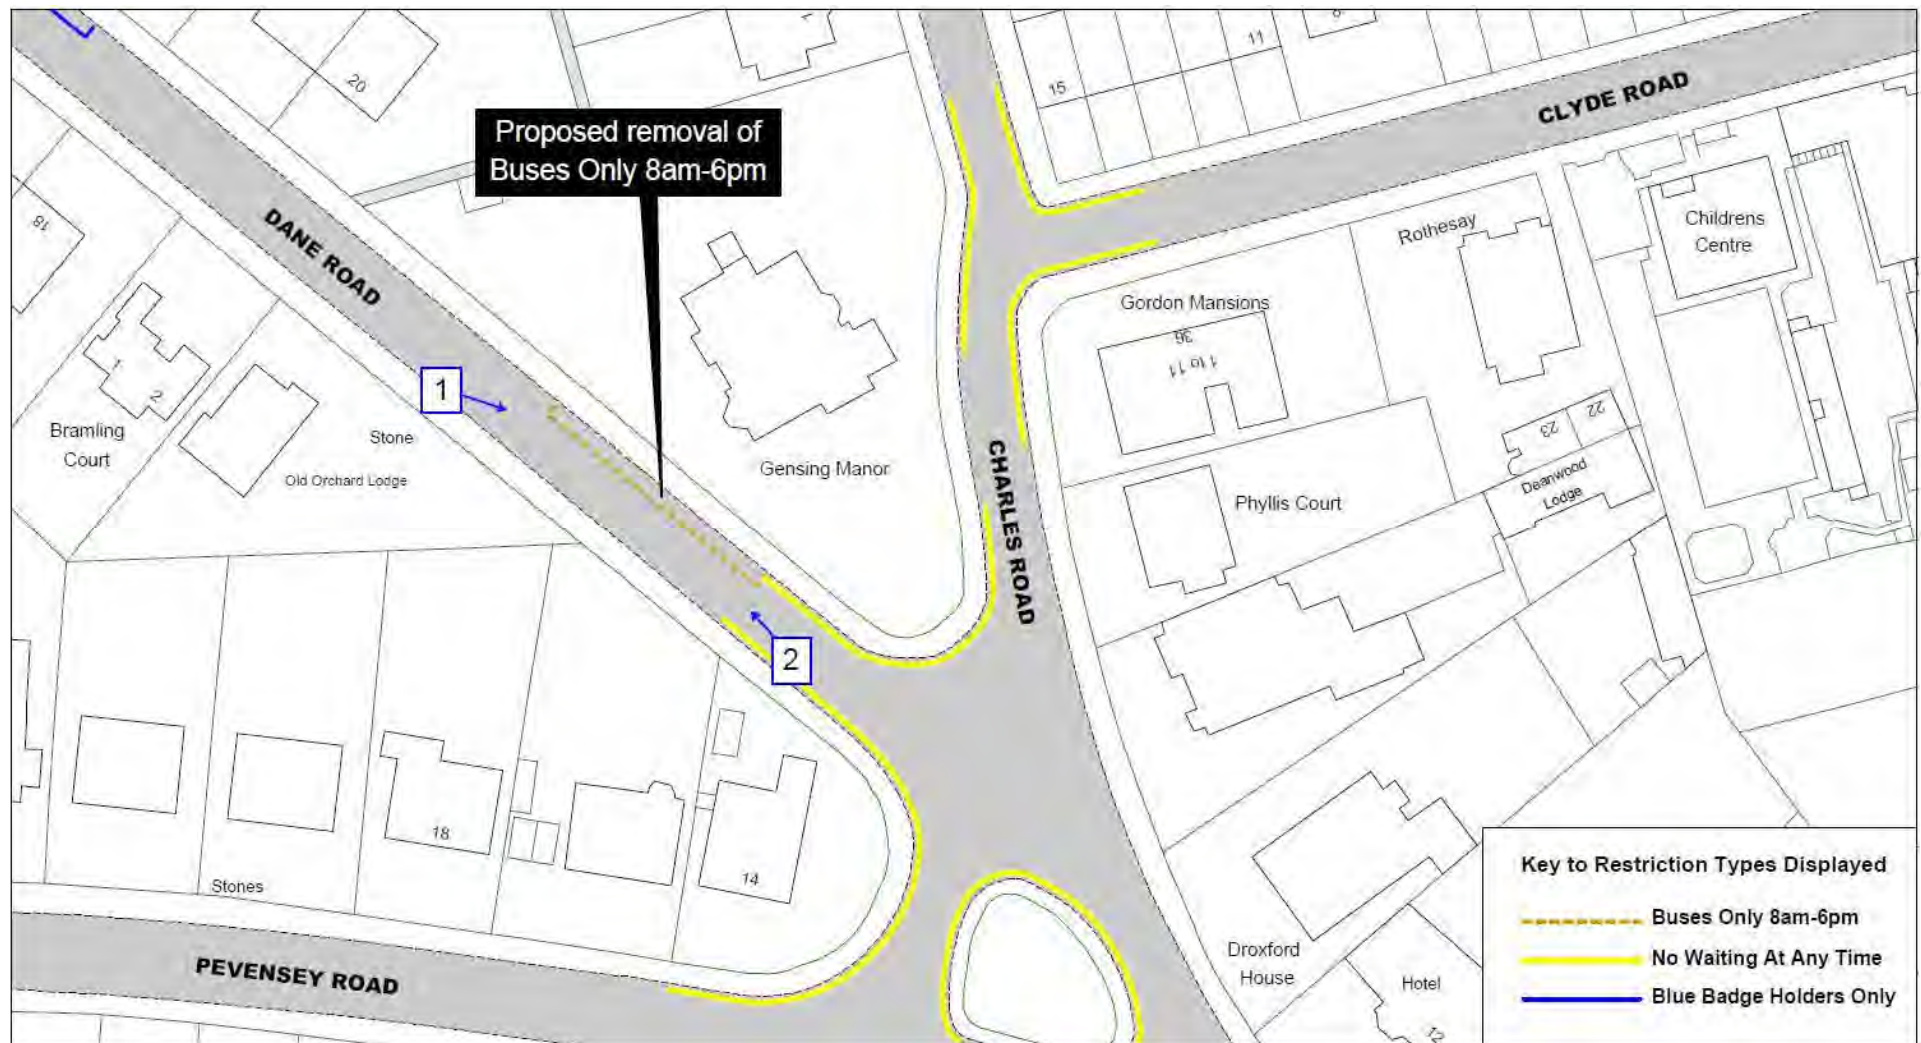 20
1
15
11
CLYDE ROAD
Proposed removal of
Buses Only 8am-6pm
18
DANE ROAD
Rothesay
Childrens
Centre
Gordon Mansions
36
1 to 11
1
1
2
Bramling
Court
Stone
Old Orchard Lodge
Gensing Manor
CHARLES ROAD
Phyllis Court
22
23
Deanwood
Lodge
2
18
14
Stones
PEVENSEY ROAD
Droxford
House
Hotel
12
Key to Restriction Types Displayed
Buses Only 8am-6pm
No Waiting At Any Time
Blue Badge Holders Only